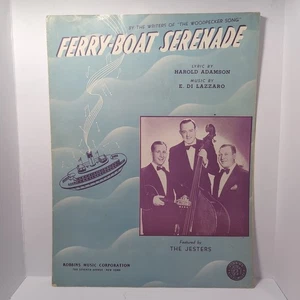 BY THE WRITERS OF "THE WOODPECKER SONG"
FERRY-BOAT SERENADE
LYRIC BY
HAROLD ADAMSON
MUSIC BY
E. DI LAZZARO
Featured by
THE JESTERS
ROBBINS MUSIC CORPORATION